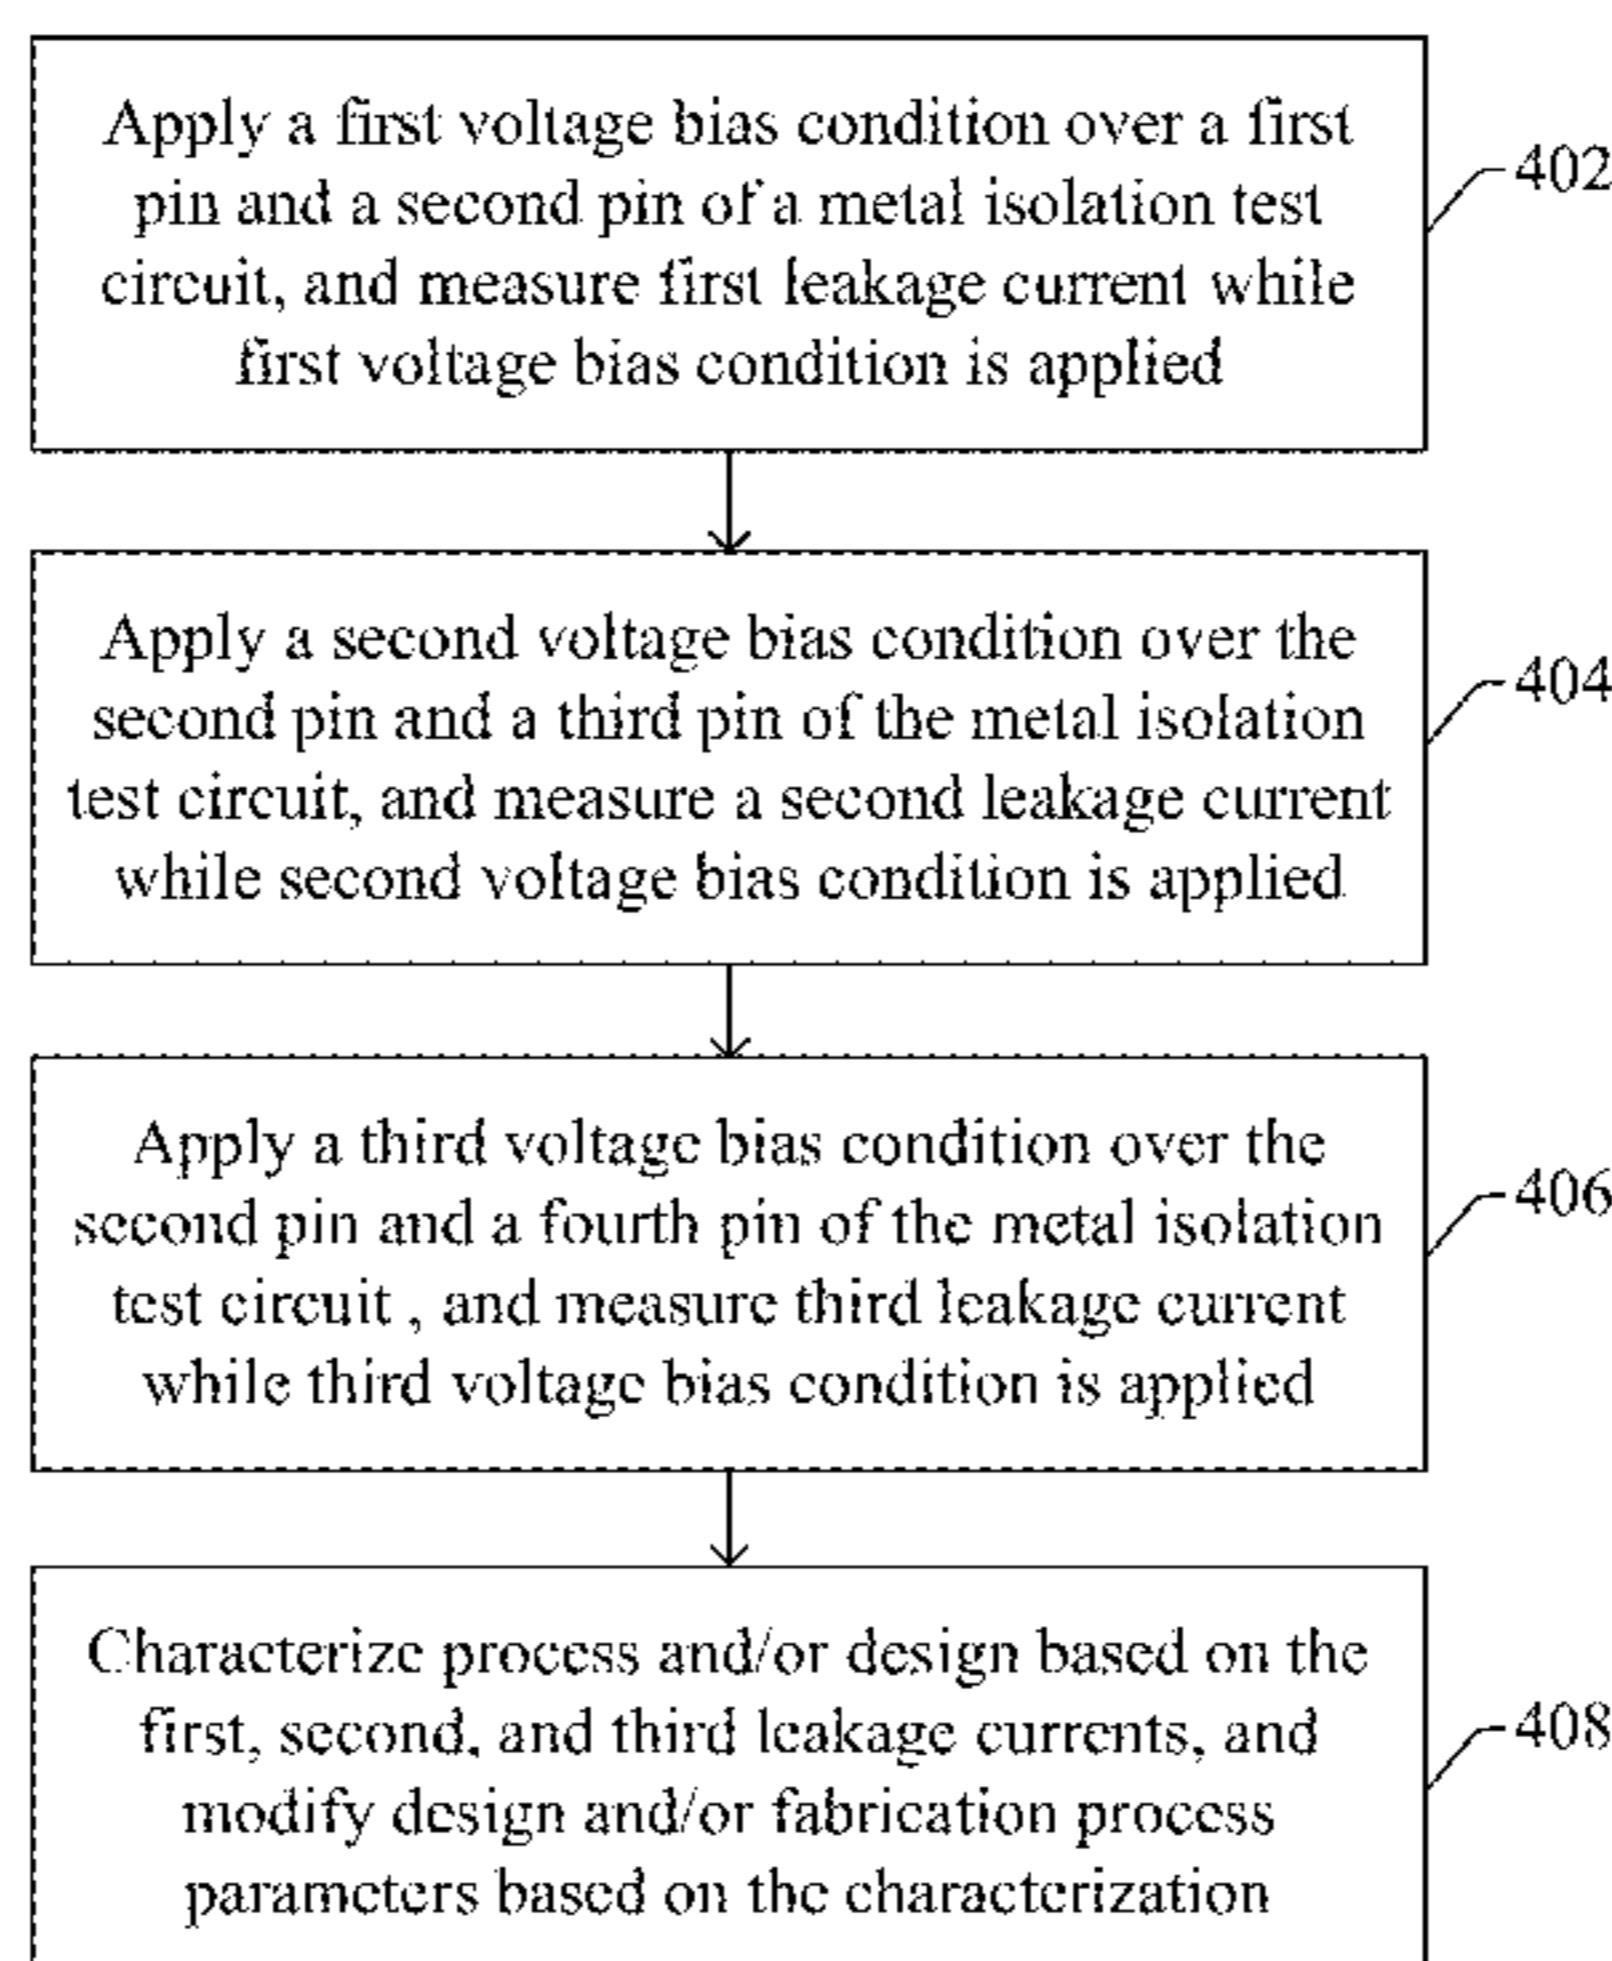 Apply a first voltage bias condition over a first
pin and a second pin of a metal isolation test
circuit, and measure first leakage current while
first voltage bias condition is applied
402
Apply a second voltage bias condition over the
second pin and a third pin of the metal isolation
test circuit, and measure a second leakage current
while second voltage bias condition is applied
404
Apply a third voltage bias condition over the
second pin and a fourth pin of the metal isolation
test circuit , and measure third leakage current
while third voltage bias condition is applied
406
Characterize process and/or design based on the
first, second, and third leakage currents, and
modify design and/or fabrication process
parameters based on the characterization
408